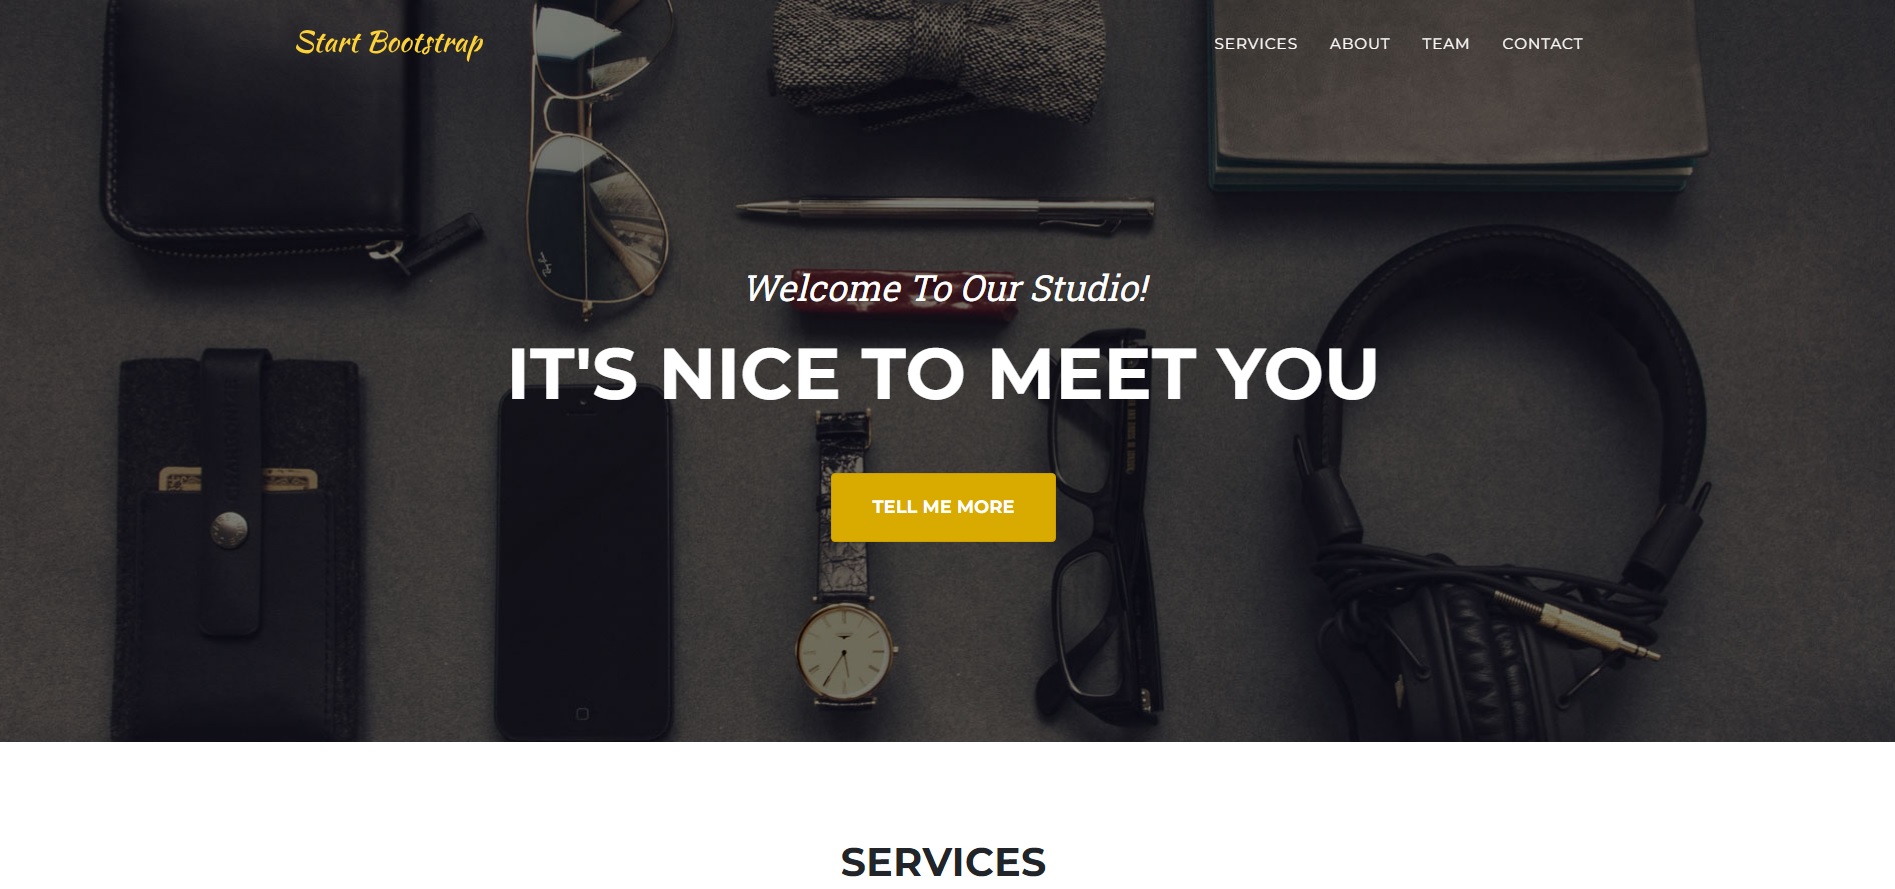 Start Bootstrap
SERVICES ABOUT TEAM CONTACT
Welcome To Our Studio!
IT'S NICE TO MEET YOU
TELL ME MORE
SERVICES